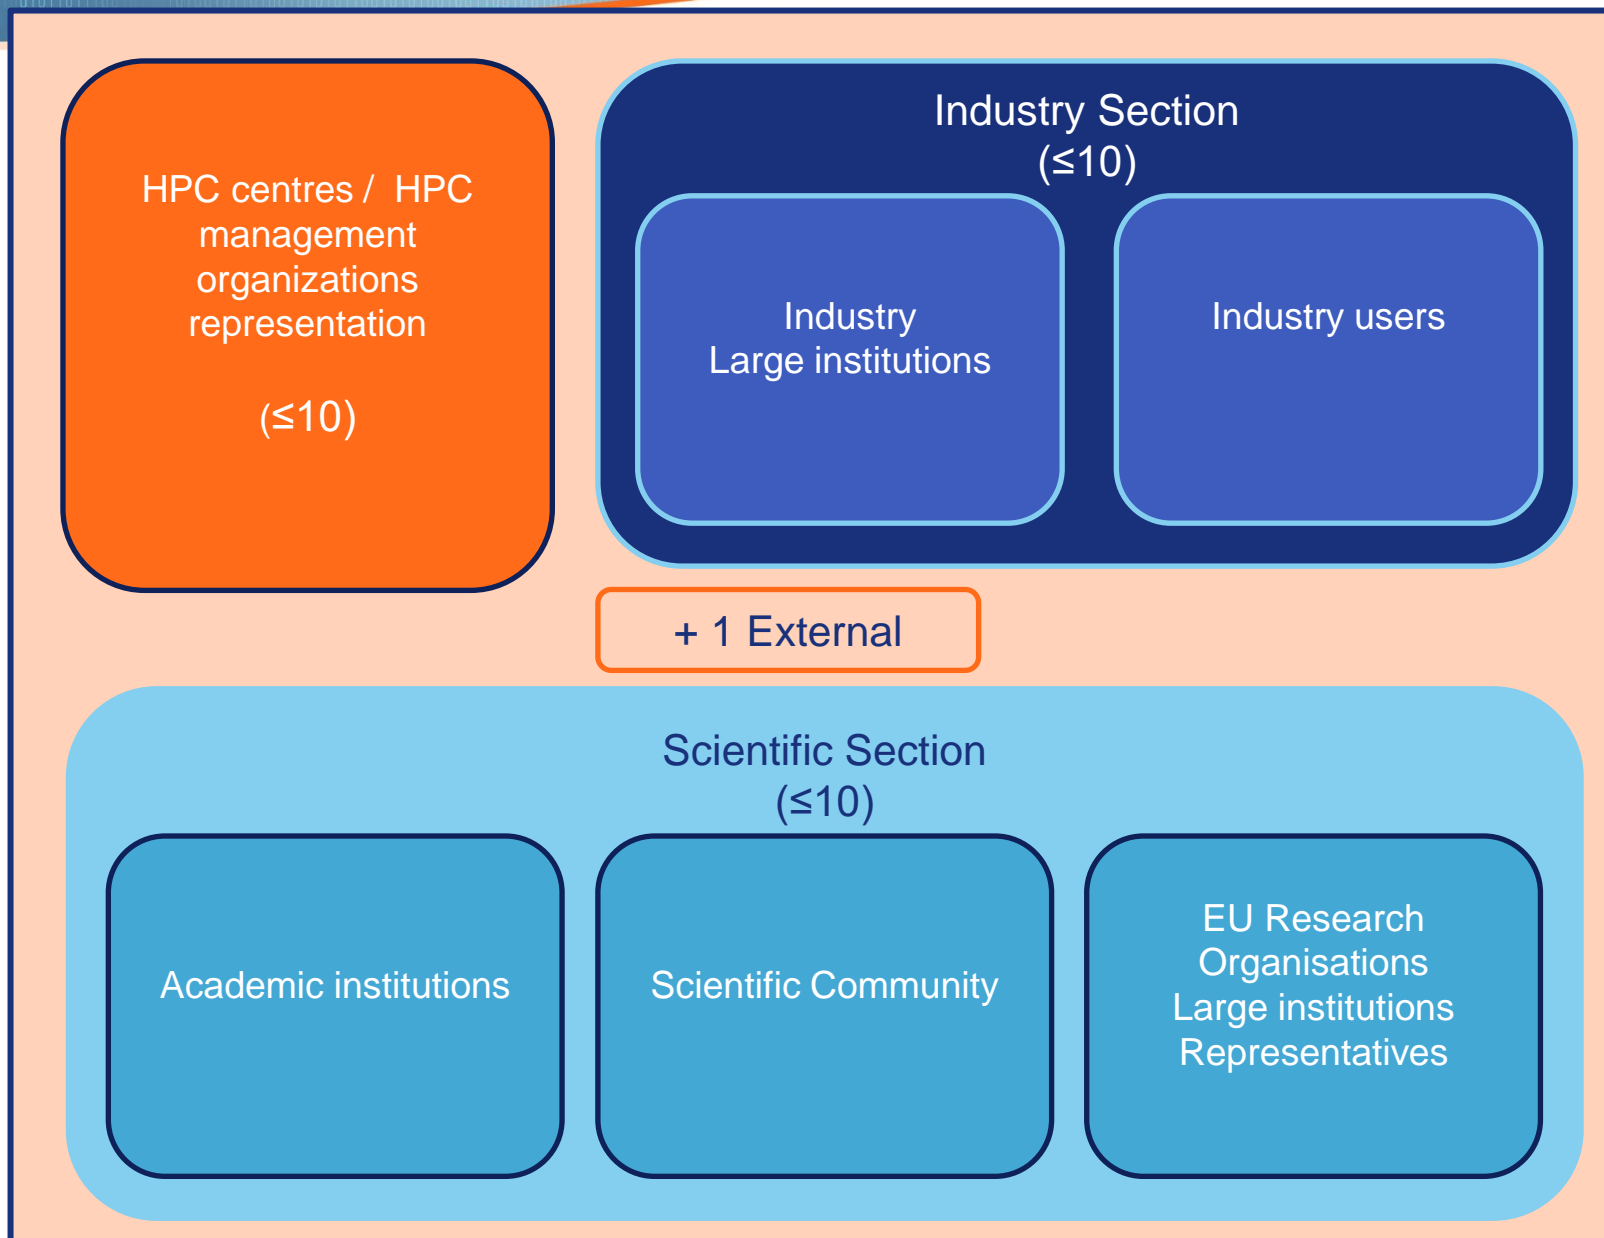 HPC centres / HPC
management
organizations
representation
(≤10)
Industry Section
(≤10)
Industry
Large institutions
Industry users
+ 1 External
Scientific Section
(≤10)
Academic institutions
Scientific Community
EU Research
Organisations
Large institutions
Representatives